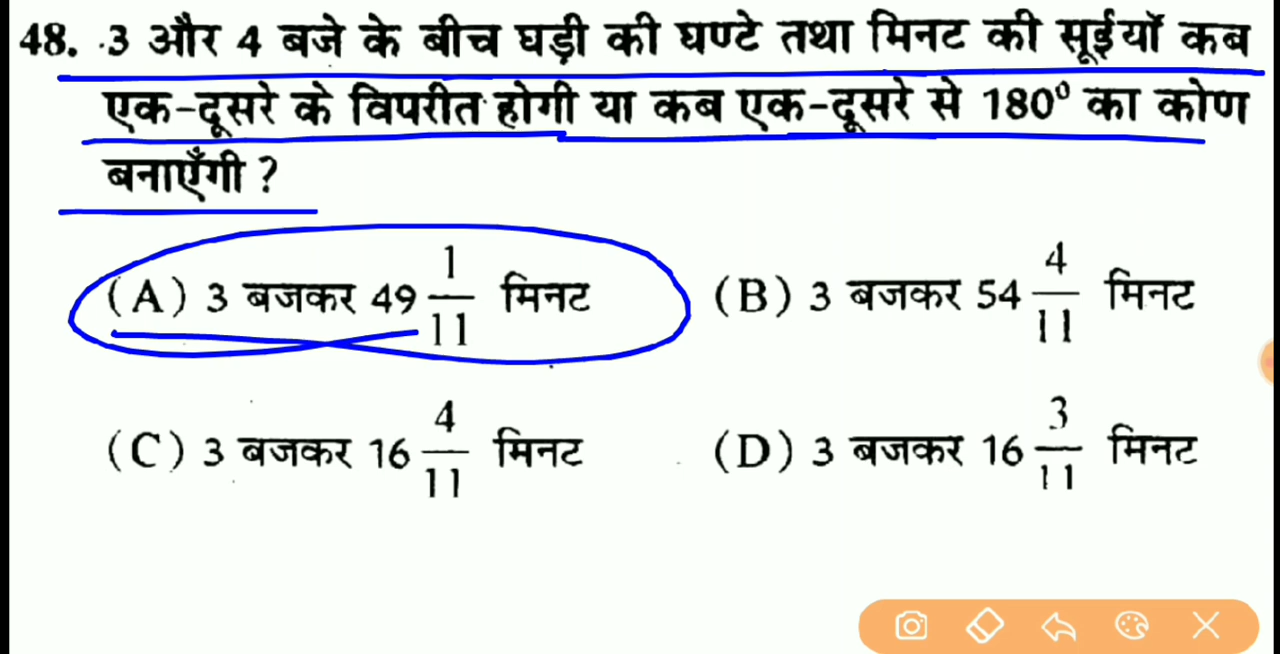 48. 3 और 4 बजे के बीच घड़ी की घण्टे तथा मिनट की सूईयाॅं कब
एक-दूसरे के विपरीत होगी या कब एक-दूसरे से 180° का कोण
बनाएँगी ?
(A) 3 बजकर 49 1/11 मिनट (B) 3 बजकर 54 4/11 मिनट
(C) 3 बजकर 16 4/11 मिनट (D) 3 बजकर 16 3/11 मिनट